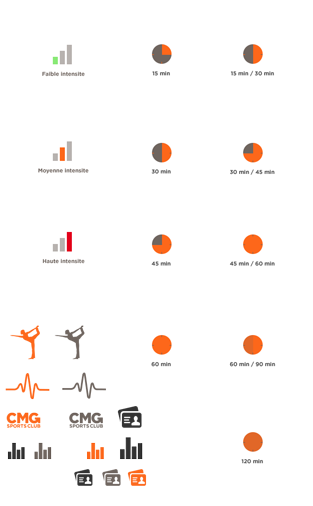 Faible intensite
15 min
15 min / 30 min
Moyenne intensite
30 min
30 min / 45 min
Haute intensite
45 min
45 min / 60 min
60 min
60 min / 90 min
CMG
SPORTS CLUB
CMG
SPORTS CLUB
120 min